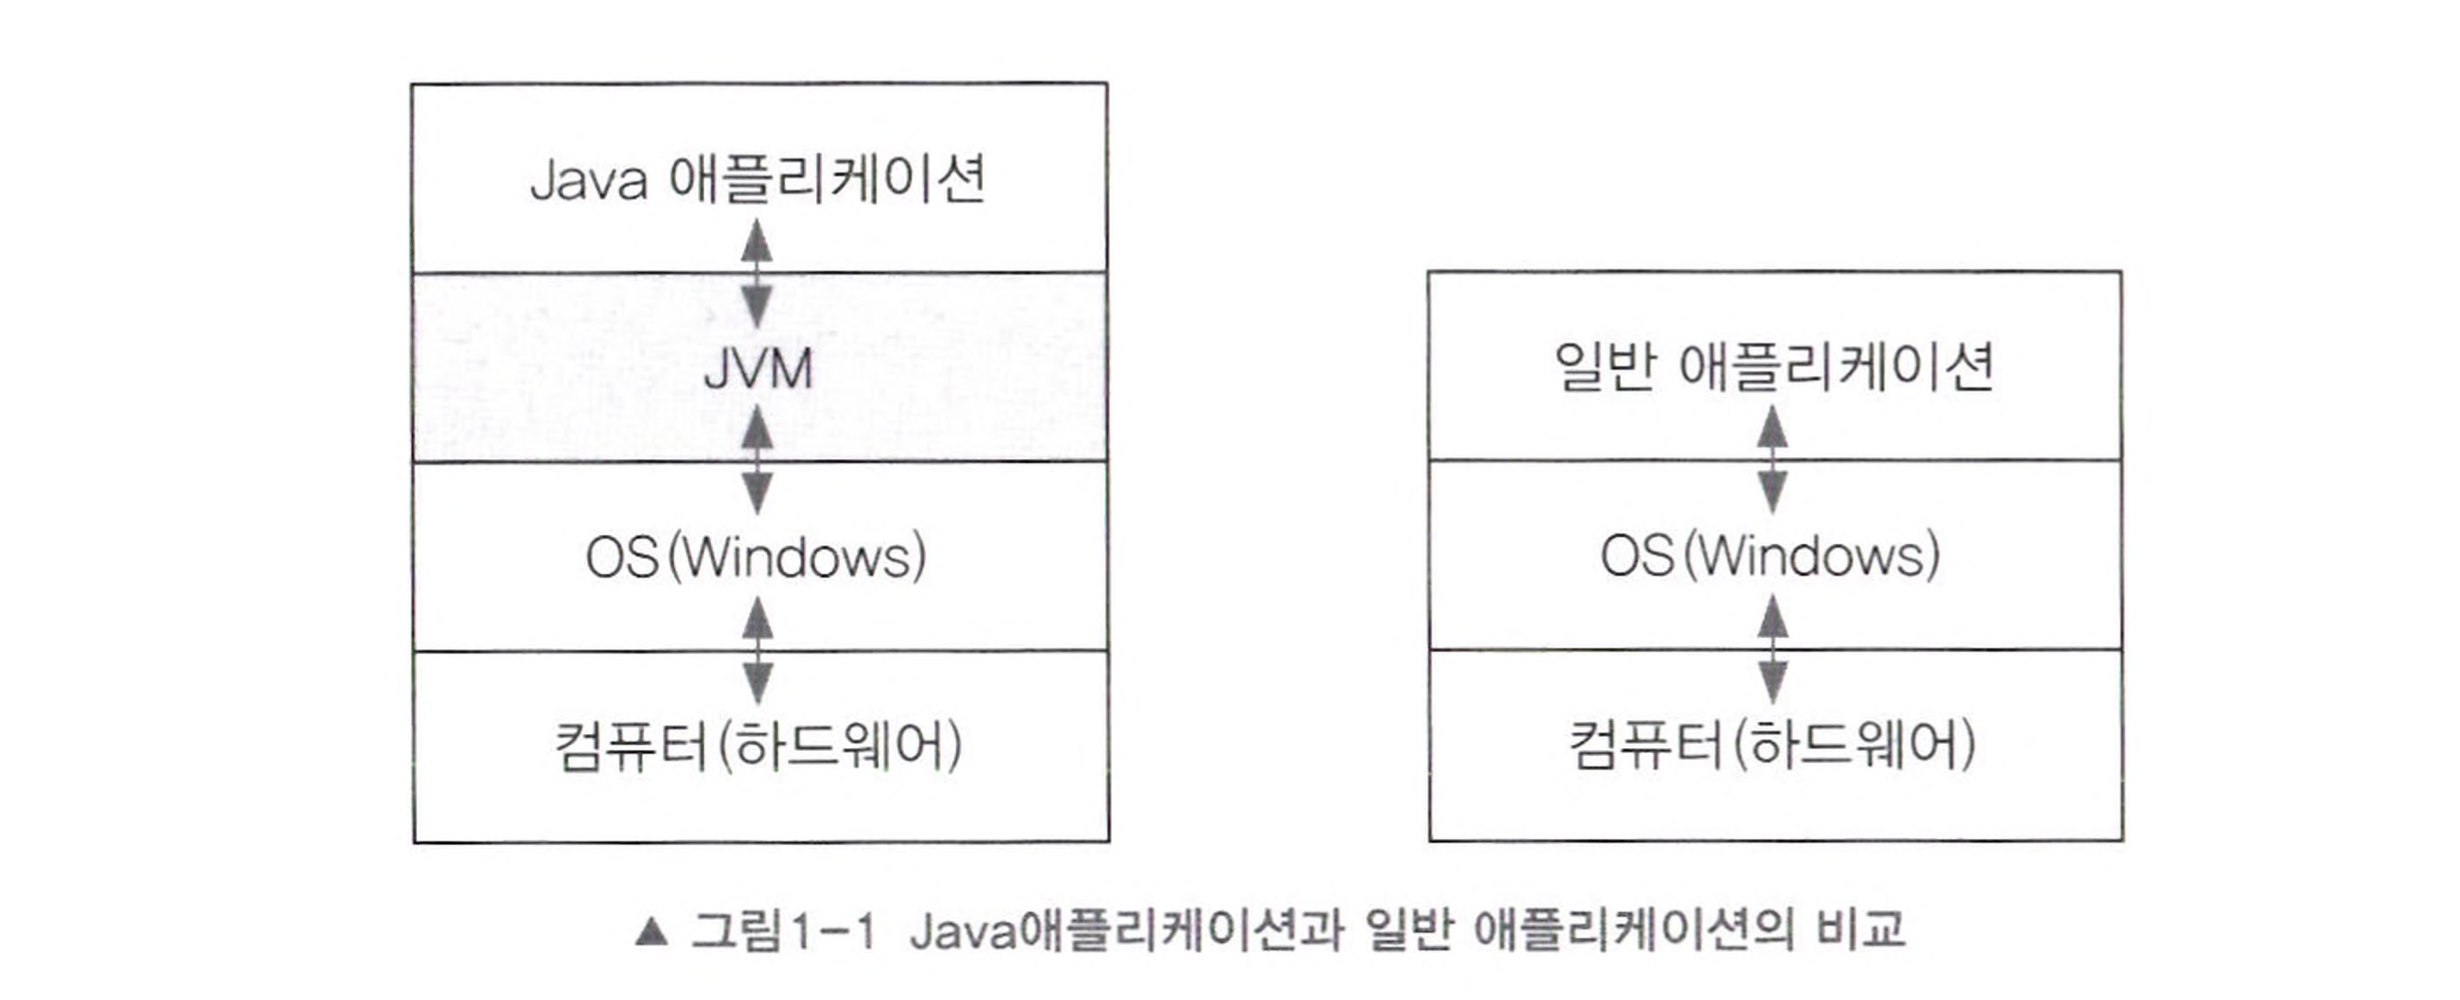 Java 애플리케이션
JVM
OS(Windows)
컴퓨터(하드웨어)
일반 애플리케이션
OS(Windows)
컴퓨터(하드웨어)
▲ 그림1-1 Java애플리케이션과 일반 애플리케이션의 비교